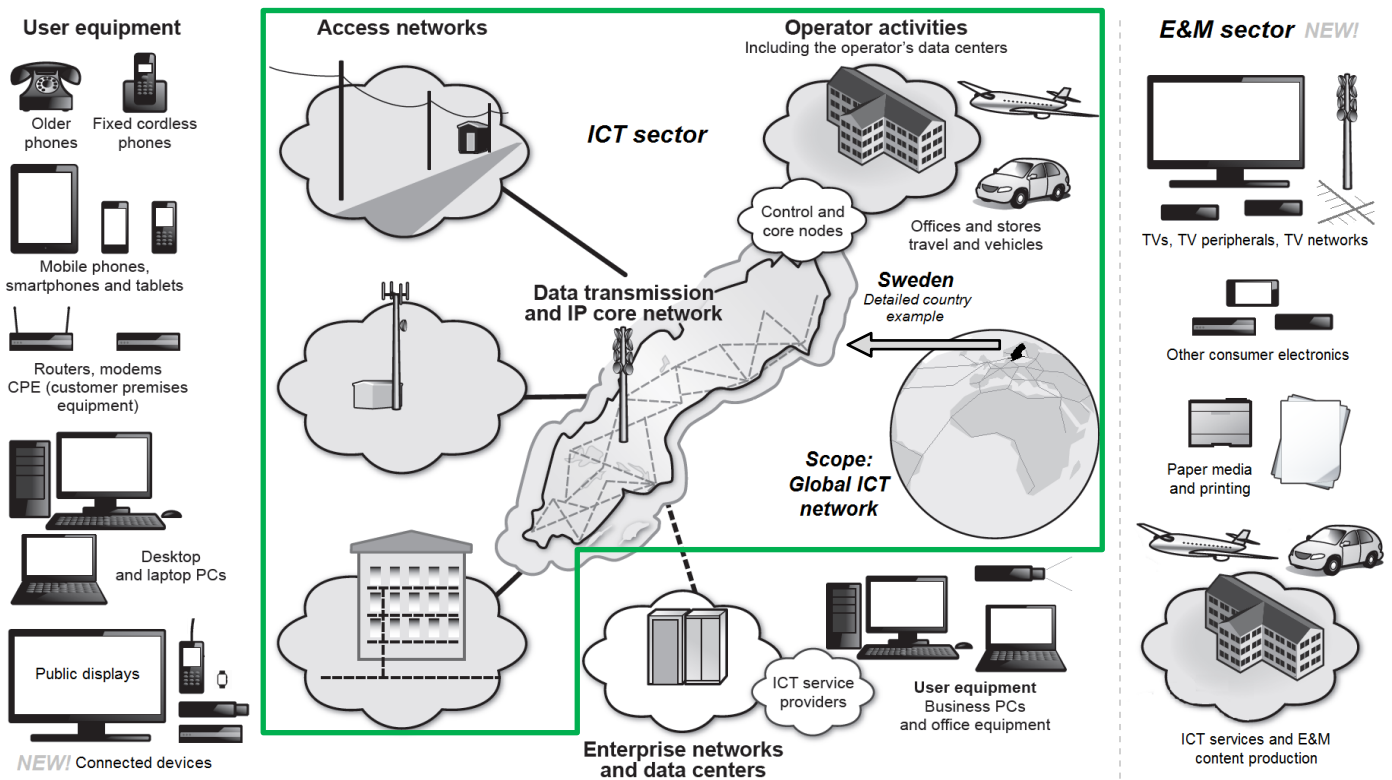 User equipment
Older
phones
Fixed cordless
phones
Mobile phones,
smartphones and tablets
Routers, modems
CPE (customer premises
equipment)
Desktop
and laptop PCs
Public displays
NEW! Connected devices
Access networks
ICT sector
Operator activities
Including the operator's data centers
Control and
core nodes
Offices and stores
travel and vehicles
Data transmission
and IP core network
Sweden
Detailed country
example
Scope:
Global ICT
network
ICT service
providers
User equipment
Business PCs
and office equipment
Enterprise networks
and data centers
E&M sector NEW!
TVs, TV peripherals, TV networks
Other consumer electronics
Paper media
and printing
ICT services and E&M
content production